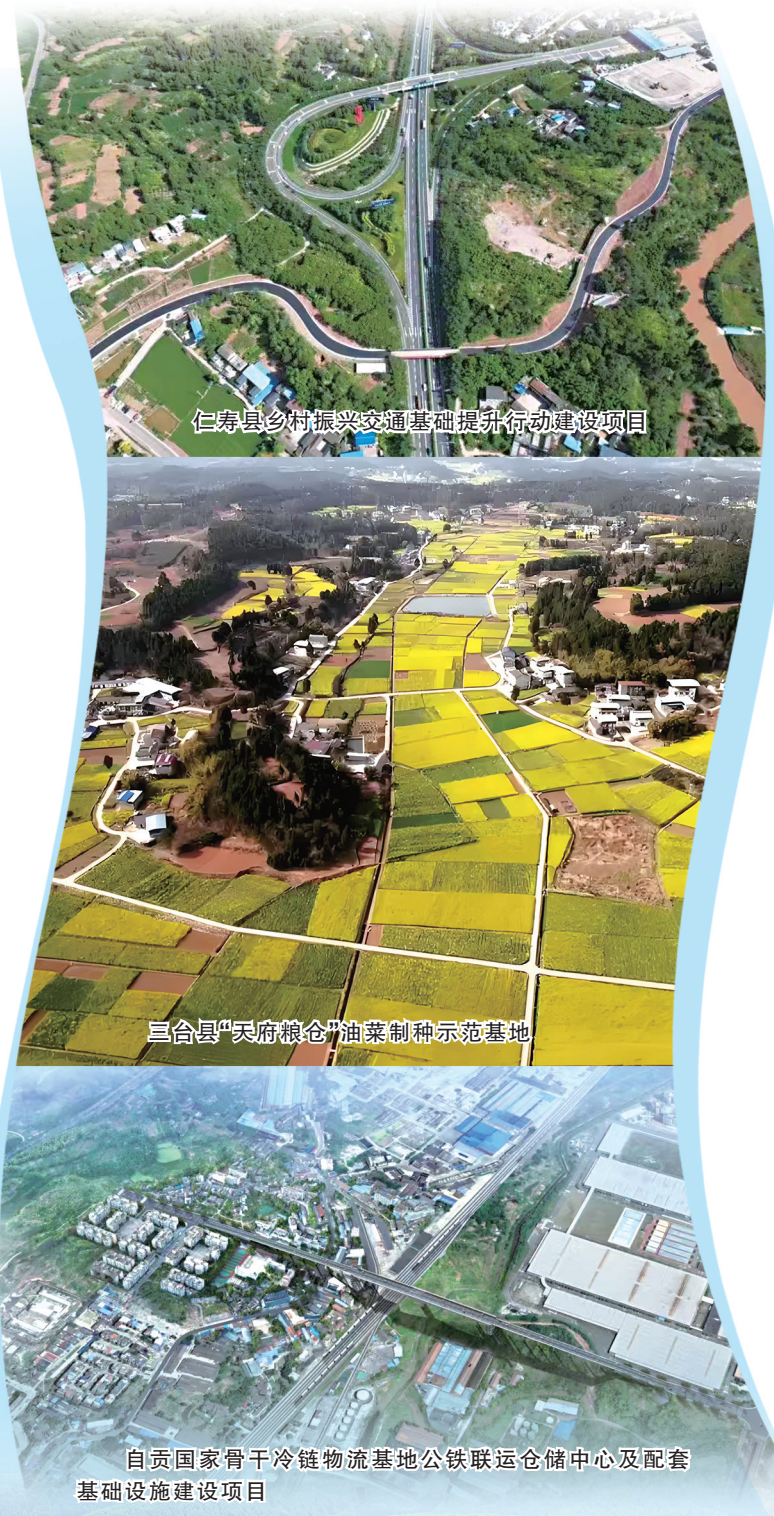 仁寿县乡村振兴交通基础提升行动建设项目
三台县“天府粮仓”油菜制种示范基地
自贡国家骨干冷链物流基地公铁联运仓储中心及配套
基础设施建设项目